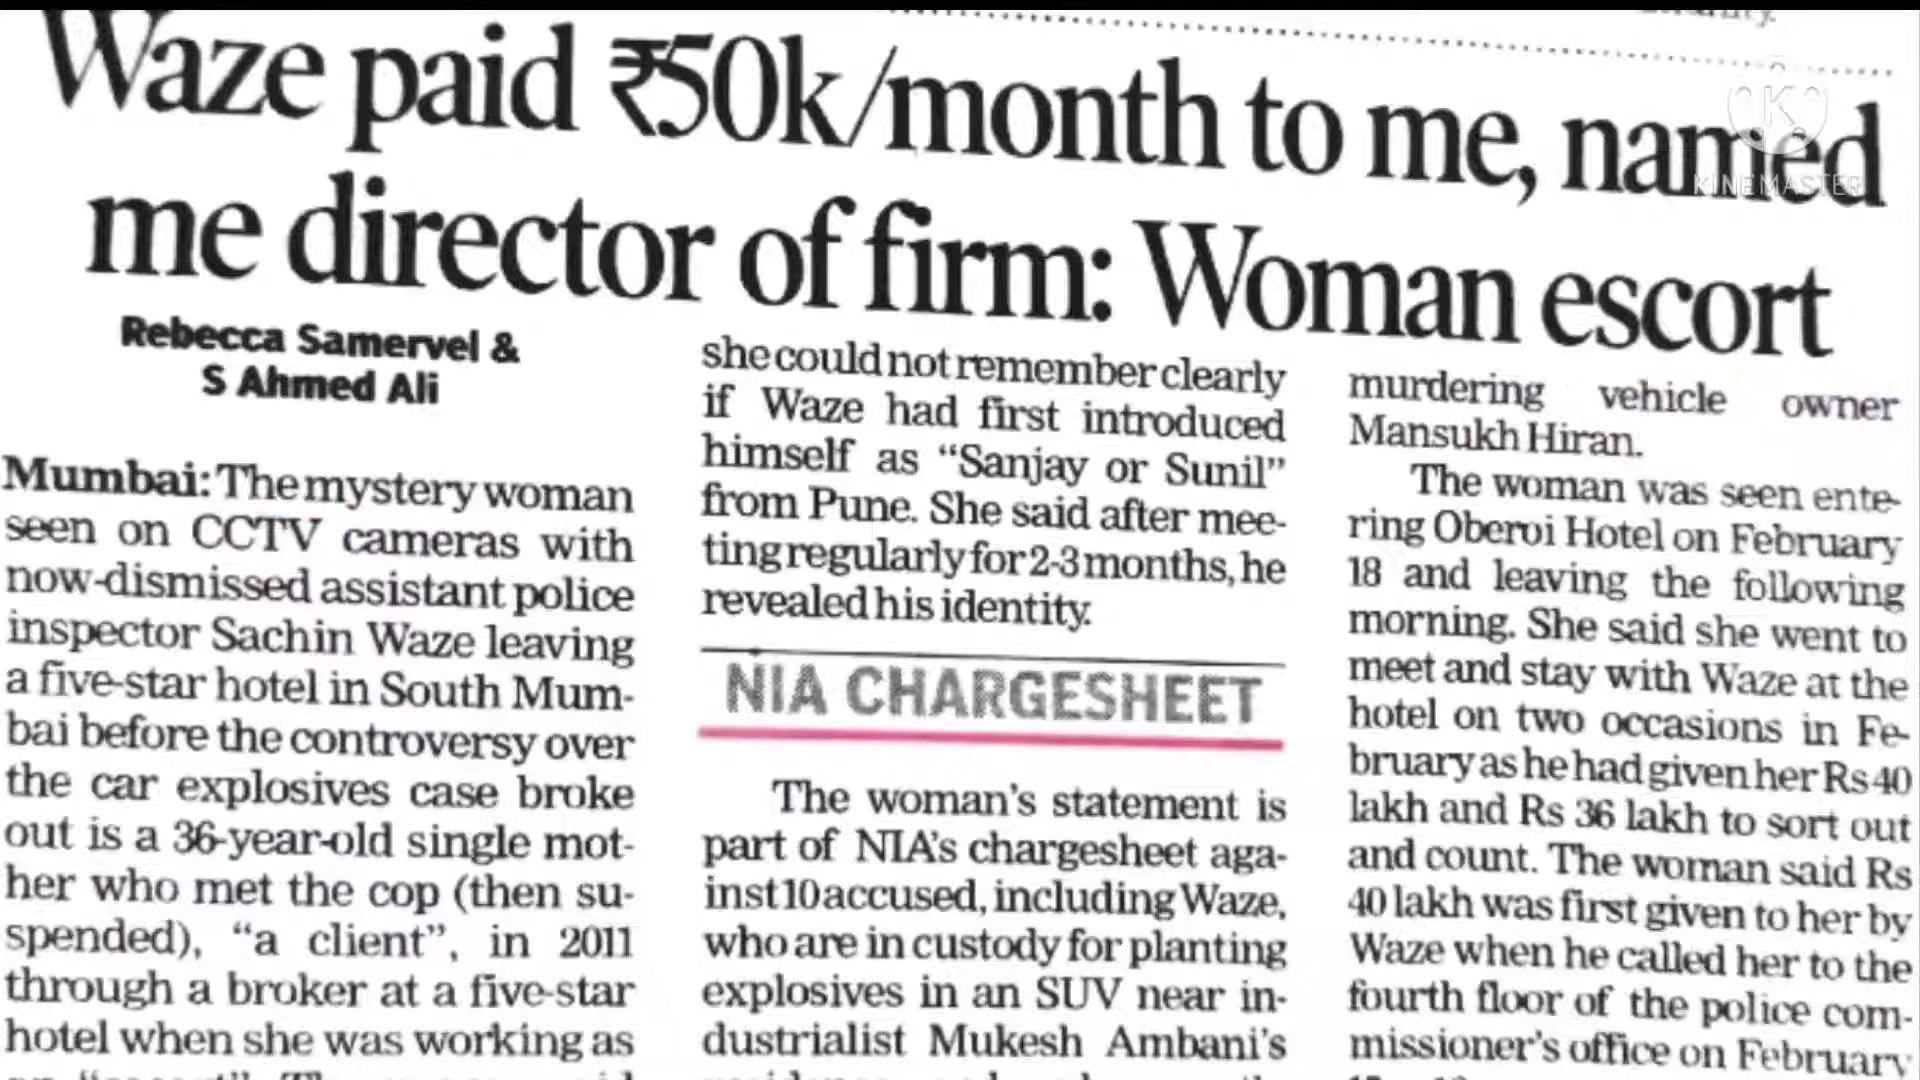 Waze paid ₹50k/month to me, named
me director of firm: Woman escort
Rebecca Samervel &
S Ahmed Ali
Mumbai: The mystery woman
seen on CCTV cameras with
now-dismissed assistant police
inspector Sachin Waze leaving
a five-star hotel in South Mum-
bai before the controversy over
the car explosives case broke
out is a 36-year-old single mot-
her who met the cop (then su-
spended), “a client”, in 2011
through a broker at a five-star
hotel when she was working as
she could not remember clearly
if Waze had first introduced
himself as “Sanjay or Sunil”
from Pune. She said after mee-
ting regularly for 2-3 months, he
revealed his identity.
NIA CHARGESHEET
The woman’s statement is
part of NIA’s chargesheet aga-
inst 10 accused, including Waze,
who are in custody for planting
explosives in an SUV near in-
dustrialist Mukesh Ambani’s
murdering vehicle owner
Mansukh Hiran.
The woman was seen ente-
ring Oberoi Hotel on February
18 and leaving the following
morning. She said she went to
meet and stay with Waze at the
hotel on two occasions in Fe-
bruary as he had given her Rs 40
lakh and Rs 36 lakh to sort out
and count. The woman said Rs
40 lakh was first given to her by
Waze when he called her to the
fourth floor of the police com-
missioner’s office on February
K
KINEMASTER